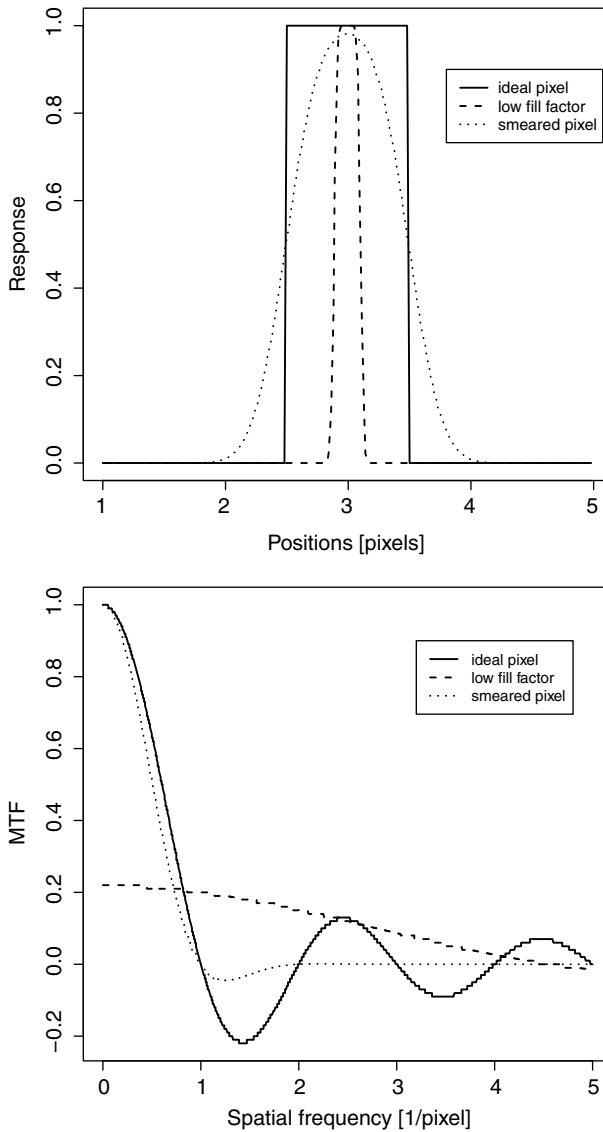 1.0
0.8
0.6
0.4
0.2
0.0
Response
ideal pixel
low fill factor
smeared pixel
1 2 3 4 5
Positions [pixels]
1.0
0.8
0.6
0.4
0.2
0.0
−0.2
MTF
ideal pixel
low fill factor
smeared pixel
0 1 2 3 4 5
Spatial frequency [1/pixel]